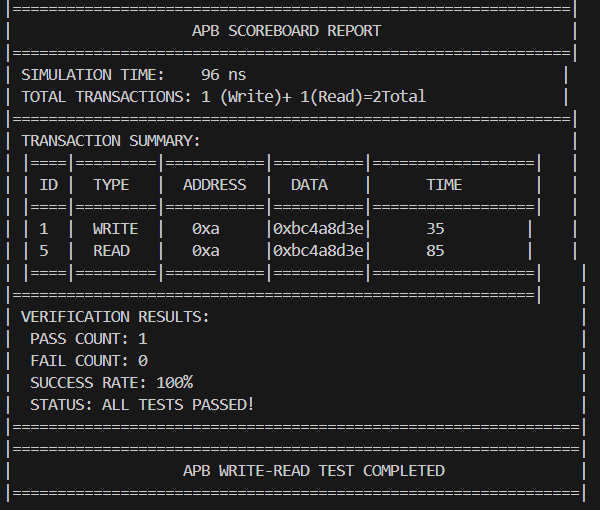 |==============================================================|
| APB SCOREBOARD REPORT |
|==============================================================|
| SIMULATION TIME: 96 ns |
| TOTAL TRANSACTIONS: 1 (Write)+ 1(Read)=2Total |
|==============================================================|
| TRANSACTION SUMMARY: |
| |====|=========|===========|==========|==================| |
| | ID | TYPE | ADDRESS | DATA | TIME | |
| |====|=========|===========|==========|==================| |
| | 1 | WRITE | 0xa |0xbc4a8d3e| 35 | |
| | 5 | READ | 0xa |0xbc4a8d3e| 85 | |
| |====|=========|===========|==========|==================| |
|==========================================================| |
| VERIFICATION RESULTS: |
| PASS COUNT: 1 |
| FAIL COUNT: 0 |
| SUCCESS RATE: 100% |
| STATUS: ALL TESTS PASSED! |
|===============================================================|
|===============================================================|
| APB WRITE-READ TEST COMPLETED |
|===============================================================|